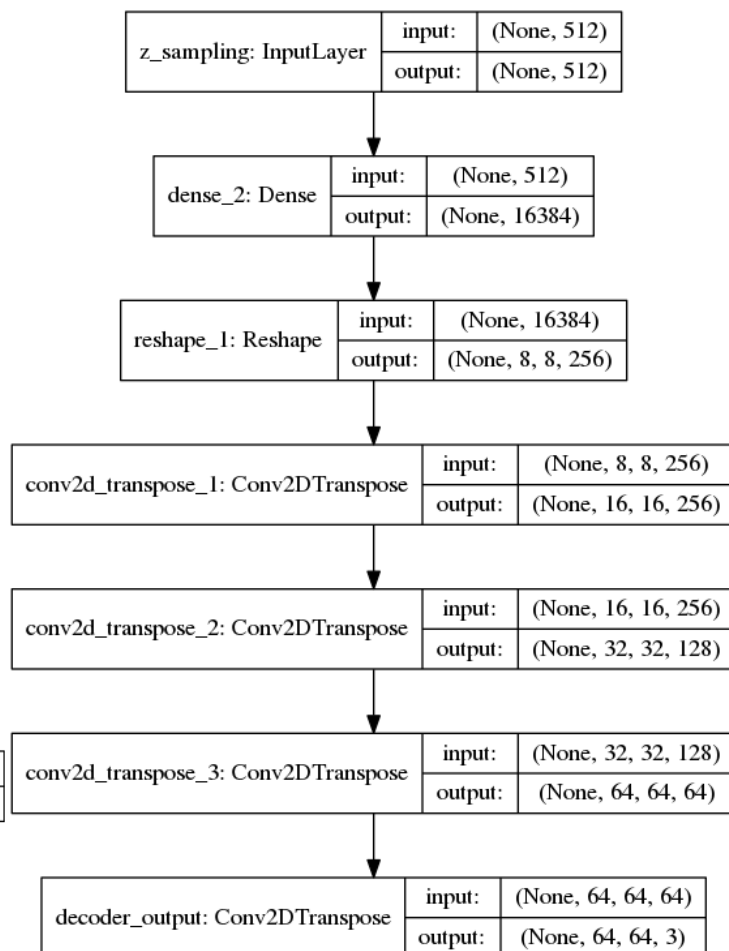 z_sampling: InputLayer
input: (None, 512)
output: (None, 512)
dense_2: Dense
input: (None, 512)
output: (None, 16384)
reshape_1: Reshape
input: (None, 16384)
output: (None, 8, 8, 256)
conv2d_transpose_1: Conv2DTranspose
input: (None, 8, 8, 256)
output: (None, 16, 16, 256)
conv2d_transpose_2: Conv2DTranspose
input: (None, 16, 16, 256)
output: (None, 32, 32, 128)
conv2d_transpose_3: Conv2DTranspose
input: (None, 32, 32, 128)
output: (None, 64, 64, 64)
decoder_output: Conv2DTranspose
input: (None, 64, 64, 64)
output: (None, 64, 64, 3)